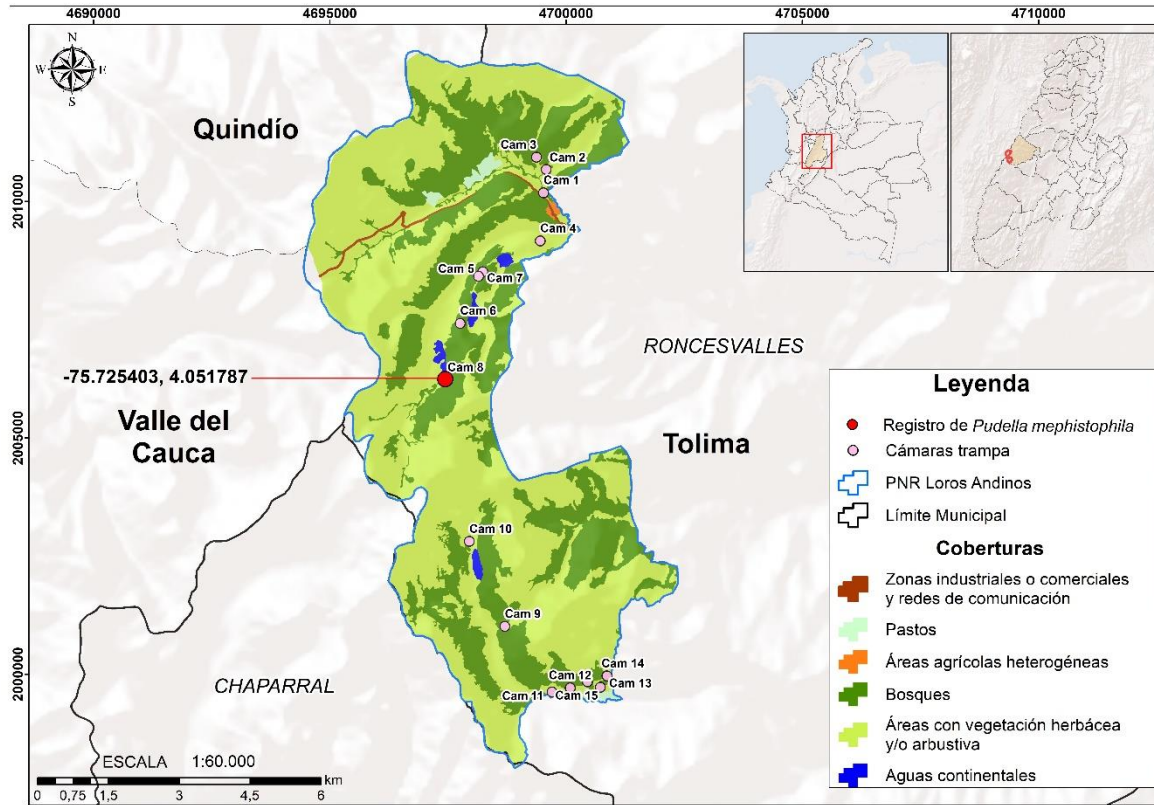 4690000
4695000
4700000
4705000
4710000
N
W
E
S
Quindío
Cam 3
Cam 2
Cam 1
2010000
2010000
Cam 4
Cam 5
Cam 7
Cam 6
RONCESVALLES
Cam 8
-75.725403, 4.051787
Valle del
Cauca
Tolima
2005000
2005000
Cam 10
Cam 9
Cam 14
Cam 12
Cam 13
Cam 11
Cam 15
2000000
2000000
CHAPARRAL
ESCALA 1:60.000
km
0 0,75 1,5 3 4,5 6
Leyenda
Registro de Pudella mephistophila
Cámaras trampa
PNR Loros Andinos
Límite Municipal
Coberturas
Zonas industriales o comerciales
y redes de comunicación
Pastos
Áreas agrícolas heterogéneas
Bosques
Áreas con vegetación herbácea
y/o arbustiva
Aguas continentales